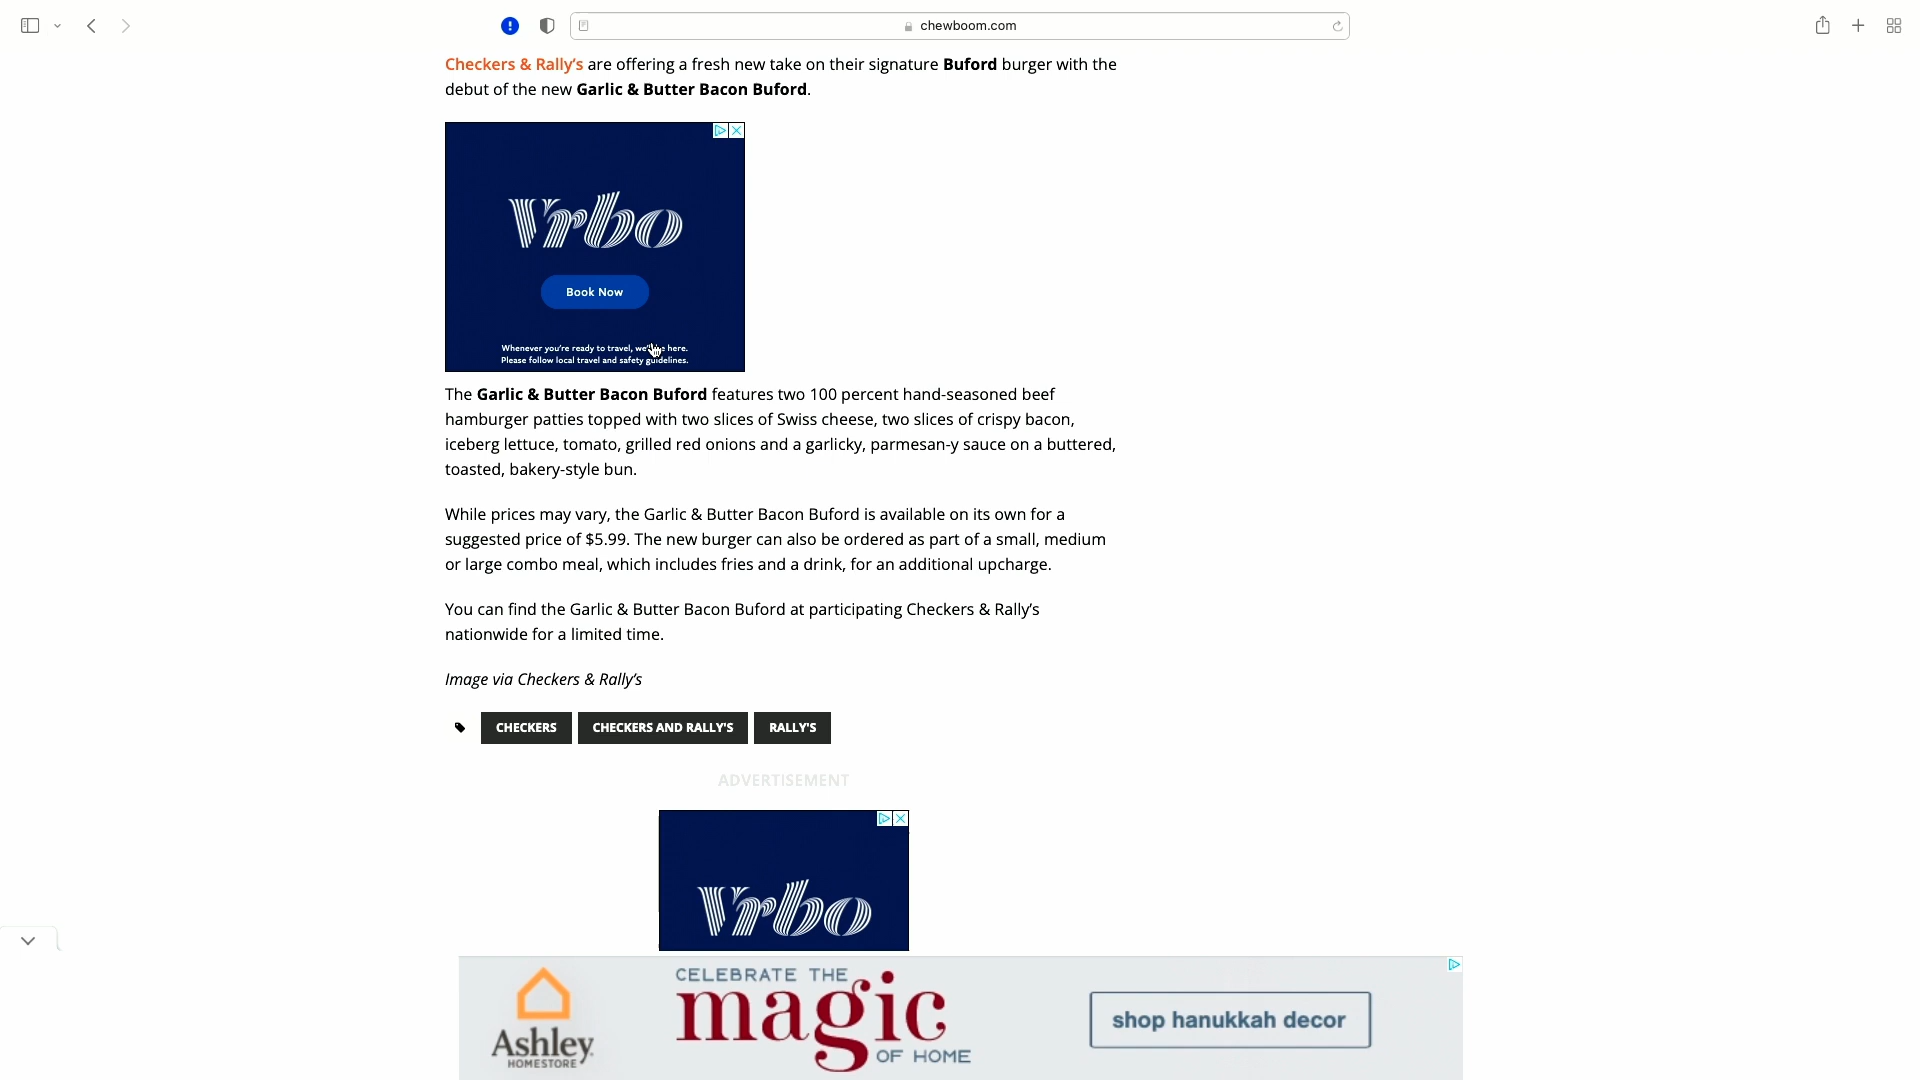 chewboom.com
Checkers & Rally’s are offering a fresh new take on their signature Buford burger with the
debut of the new Garlic & Butter Bacon Buford.
Vrbo
Book Now
Whenever you’re ready to travel, we’ here.
Please follow local travel and safety guidelines.
The Garlic & Butter Bacon Buford features two 100 percent hand-seasoned beef
hamburger patties topped with two slices of Swiss cheese, two slices of crispy bacon,
iceberg lettuce, tomato, grilled red onions and a garlicky, parmesan-y sauce on a buttered,
toasted, bakery-style bun.
While prices may vary, the Garlic & Butter Bacon Buford is available on its own for a
suggested price of $5.99. The new burger can also be ordered as part of a small, medium
or large combo meal, which includes fries and a drink, for an additional upcharge.
You can find the Garlic & Butter Bacon Buford at participating Checkers & Rally’s
nationwide for a limited time.
Image via Checkers & Rally’s
CHECKERS CHECKERS AND RALLY'S RALLY'S
ADVERTISEMENT
Vrbo
Ashley
HOMESTORE
CELEBRATE THE
magic
OF HOME
shop hanukkah decor